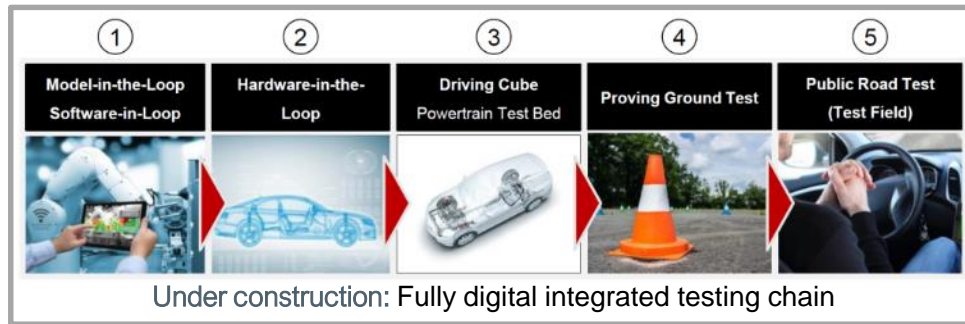 1
2
3
4
5
Model-in-the-Loop
Software-in-Loop
Hardware-in-the-
Loop
Driving Cube
Powertrain Test Bed
Proving Ground Test
Public Road Test
(Test Field)
Under construction: Fully digital integrated testing chain